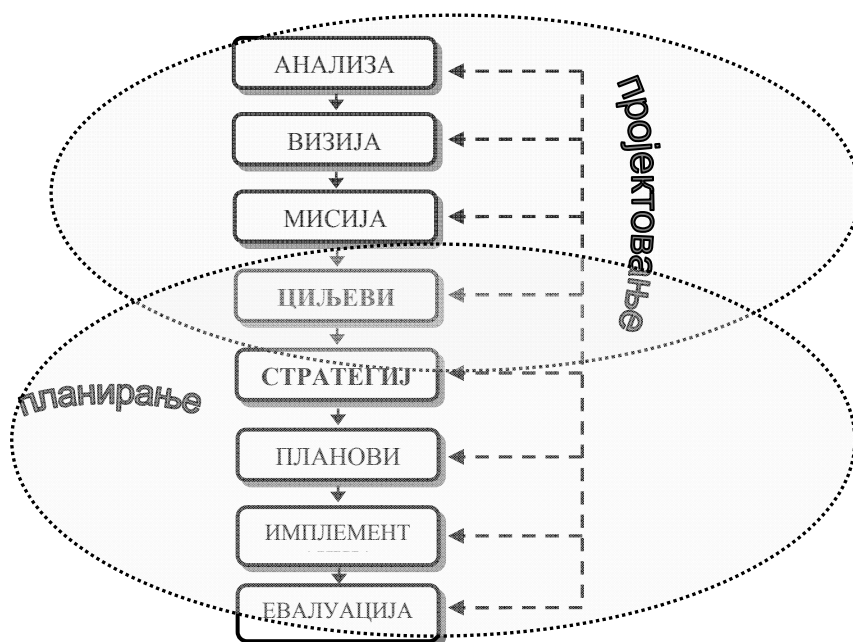 АНАЛИЗА
ВИЗИЈА
МИСИЈА
ЦИЉЕВИ
СТРАТЕГИЈ
ПЛАНОВИ
ИМПЛЕМЕНТ
ЕВАЛУАЦИЈА
пројектовање
планирање